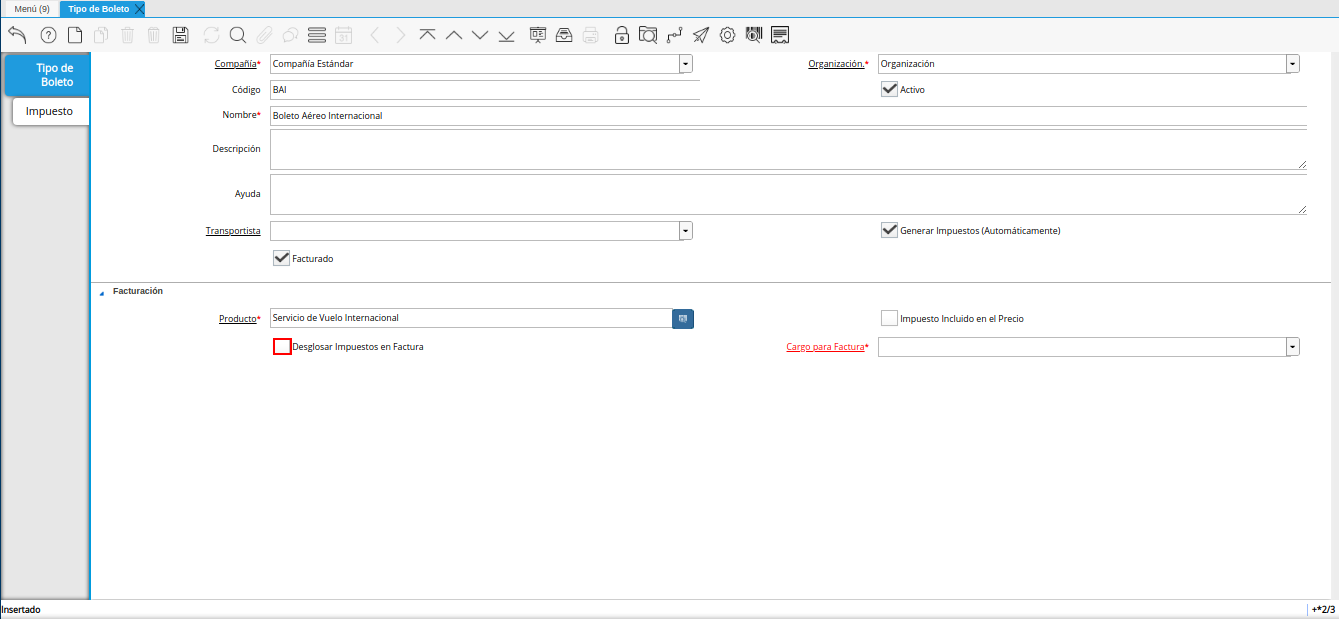 Menú (9)
Tipo de Boleto
31
Tipo de
Boleto
Impuesto
Compañía*
Compañía Estándar
Organización.*
Organización
Código
BAI
Activo
Nombre*
Boleto Aéreo Internacional
Descripción
Ayuda
Transportista
Generar Impuestos (Automáticamente)
Facturado
Facturación
Producto*
Servicio de Vuelo Internacional
Impuesto Incluido en el Precio
Desglosar Impuestos en Factura
Cargo para Factura*
Insertado
+*2/3